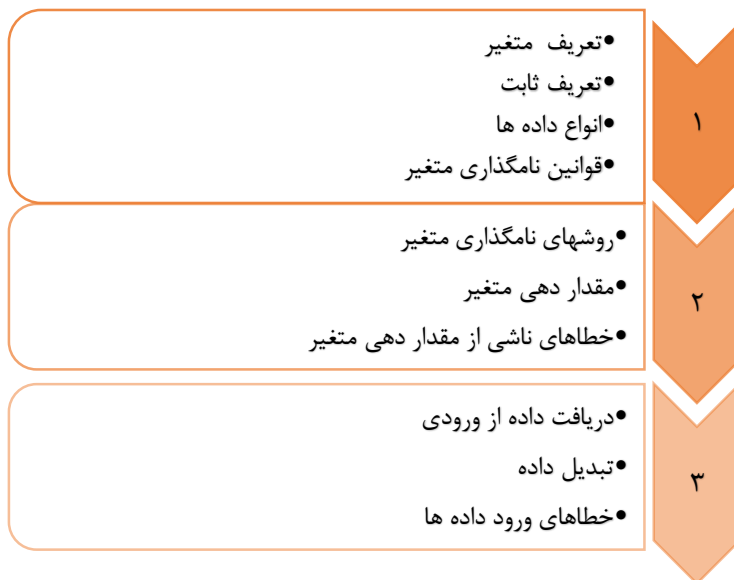 ۱
•تعریف متغیر
•تعریف ثابت
•انواع داده ها
•قوانین نامگذاری متغیر
۲
•روشهای نامگذاری متغیر
•مقدار دهی متغیر
•خطاهای ناشی از مقدار دهی متغیر
۳
•دریافت داده از ورودی
•تبدیل داده
•خطاهای ورود داده ها